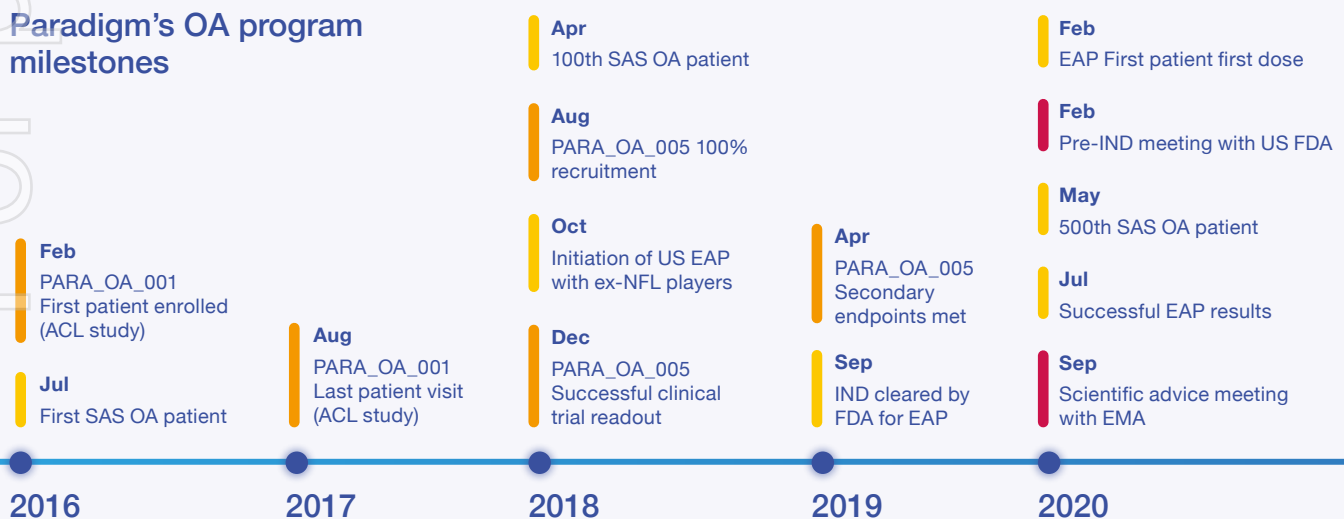 Paradigm's OA program
milestones
Feb
PARA_OA_001
First patient enrolled
(ACL study)
Jul
First SAS OA patient
2016
Aug
PARA_OA_001
Last patient visit
(ACL study)
2017
Apr
100th SAS OA patient
Aug
PARA_OA_005 100%
recruitment
Oct
Initiation of US EAP
with ex-NFL players
Dec
PARA_OA_005
Successful clinical
trial readout
2018
Apr
PARA_OA_005
Secondary
endpoints met
Sep
IND cleared by
FDA for EAP
2019
Feb
EAP First patient first dose
Feb
Pre-IND meeting with US FDA
May
500th SAS OA patient
Jul
Successful EAP results
Sep
Scientific advice meeting
with EMA
2020